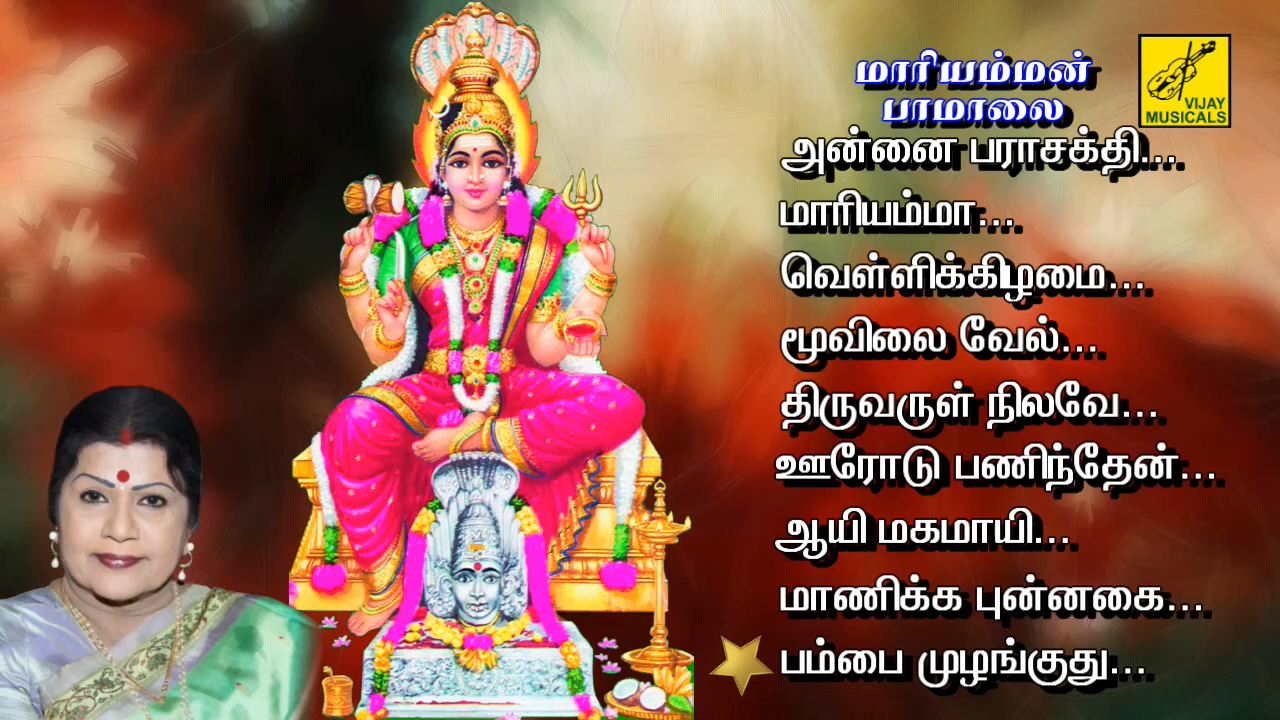 மாரியம்மன்
பாமாலை
VIJAY
MUSICALS
அன்னை பராசக்தி...
மாரியம்மா...
வெள்ளிக்கிழமை...
மூவிலை வேல்...
திருவருள் நிலவே...
ஊரோடு பணிந்தேன்...
ஆயி மகமாயி...
மாணிக்க புன்னகை...
பம்பை முழங்குது...